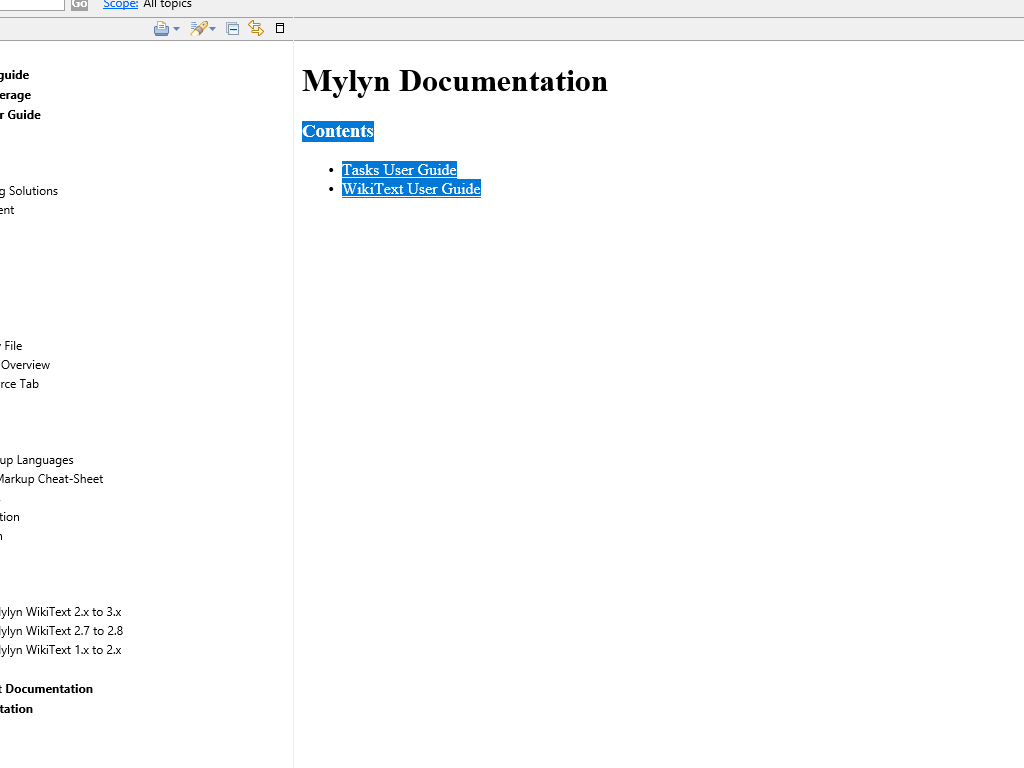 Go Scope: All topics
guide
erage
r Guide
g Solutions
ent
File
Overview
rce Tab
up Languages
Markup Cheat-Sheet
tion
n
ylyn WikiText 2.x to 3.x
ylyn WikiText 2.7 to 2.8
ylyn WikiText 1.x to 2.x
t Documentation
tation
Mylyn Documentation
Contents
• Tasks User Guide
• WikiText User Guide